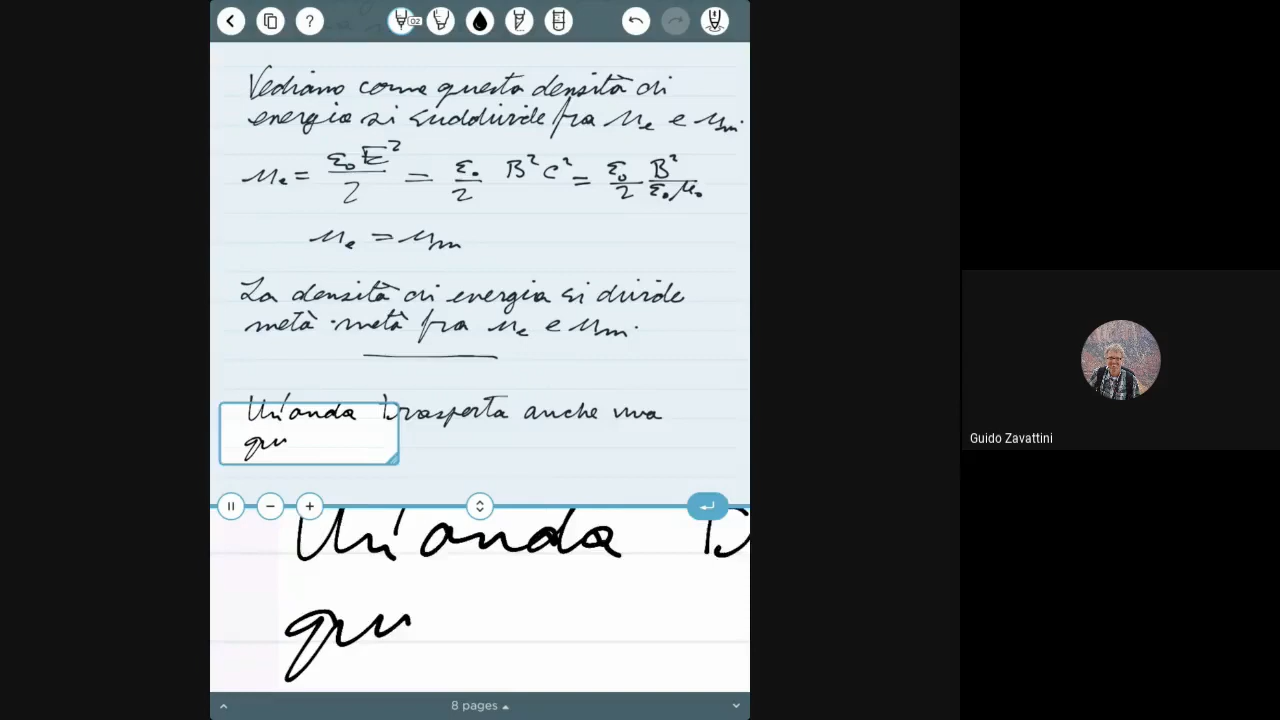 02
?
Vediamo come questa densità di
energia si suddivide fra u_e e u_m.
u_e = ε₀E²/2 = ε₀/2 B²c² = ε₀/2 B²/ε₀μ₀
u_e = u_m
La densità di energia si divide
metà-metà fra u_e e u_m.
Un'onda trasporta anche una
qu
Un'onda t
qu
8 pages
Guido Zavattini